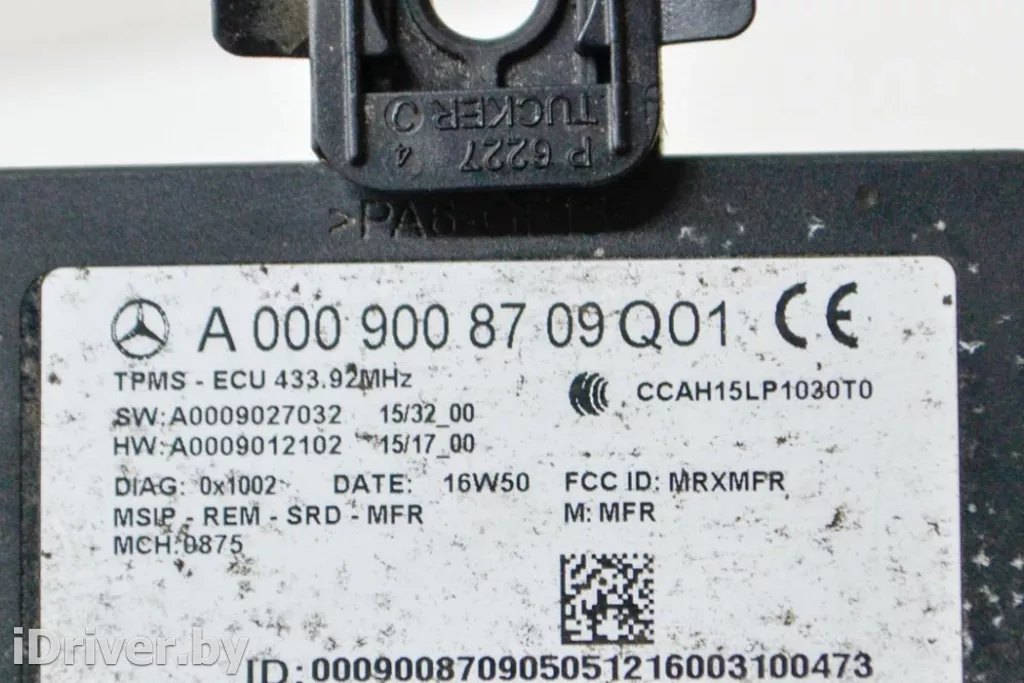 P 6227 4
TUCKER
>PA6-
A 000 900 87 09 Q01 CE
TPMS - ECU 433.92MHz
CCAH15LP1030T0
SW: A0009027032 15/32_00
HW: A0009012102 15/17_00
DIAG: 0x1002 DATE: 16W50 FCC ID: MRXMFR
MSIP - REM - SRD - MFR M: MFR
MCH: 0875
ID: 000900870905051216003100473
iDriver.by